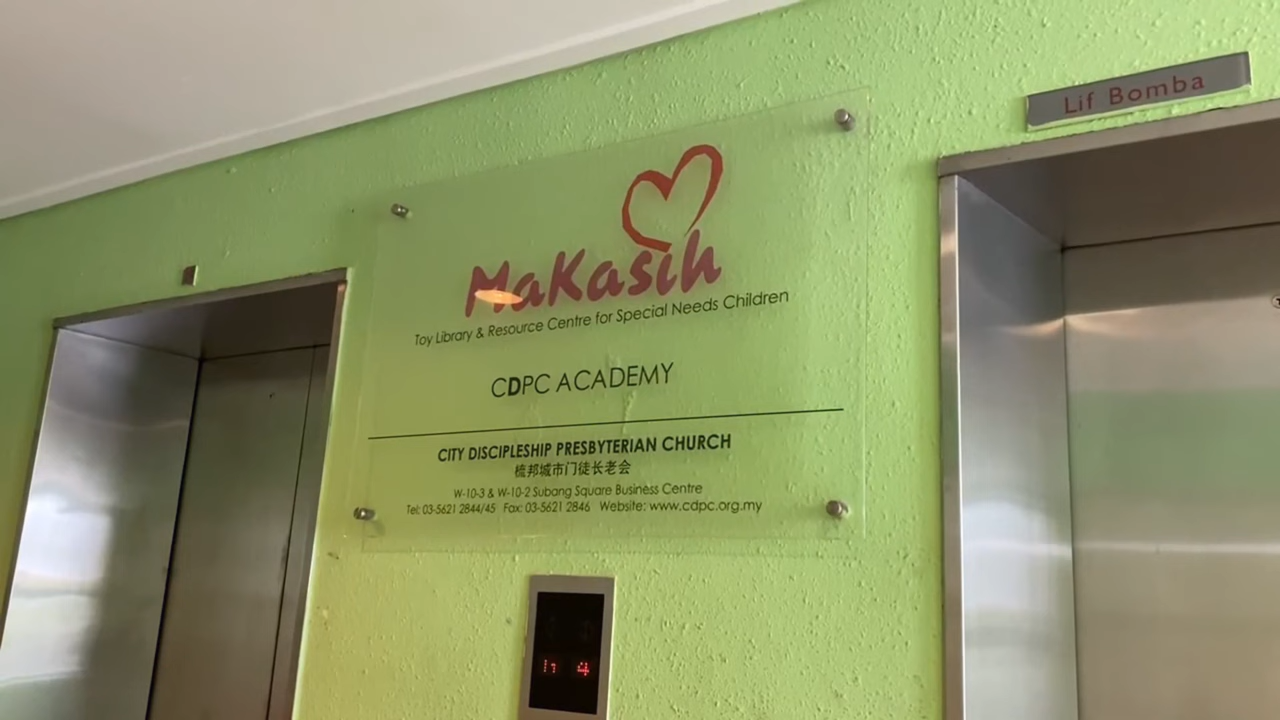 Lif Bomba
MaKasih
Toy Library & Resource Centre for Special Needs Children
CDPC ACADEMY
CITY DISCIPLESHIP PRESBYTERIAN CHURCH
梳邦城市门徒长老会
W-10-3 & W-10-2 Subang Square Business Centre
Tel: 03-5621 2844/45 Fax: 03-5621 2846 Website: www.cdpc.org.my